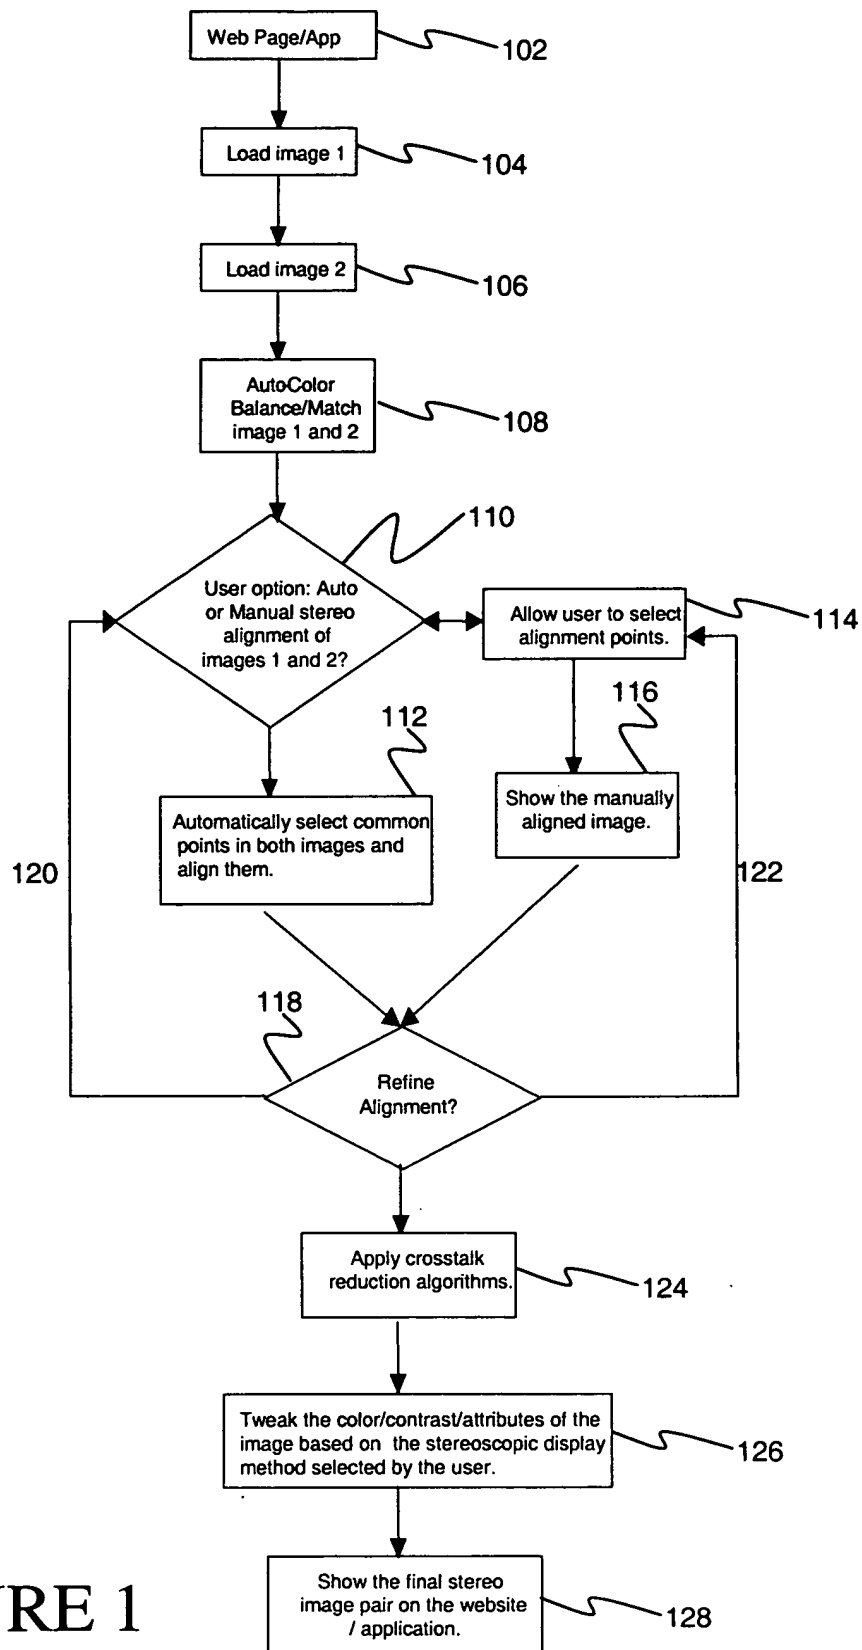 Web Page/App
102
Load image 1
104
Load image 2
106
AutoColor
Balance/Match
image 1 and 2
108
110
User option: Auto
or Manual stereo
alignment of
images 1 and 2?
Allow user to select
alignment points.
114
112
116
Automatically select common
points in both images and
align them.
Show the manually
aligned image.
120
122
118
Refine
Alignment?
Apply crosstalk
reduction algorithms.
124
Tweak the color/contrast/attributes of the
image based on the stereoscopic display
method selected by the user.
126
Show the final stereo
image pair on the website
/ application.
128
RE 1